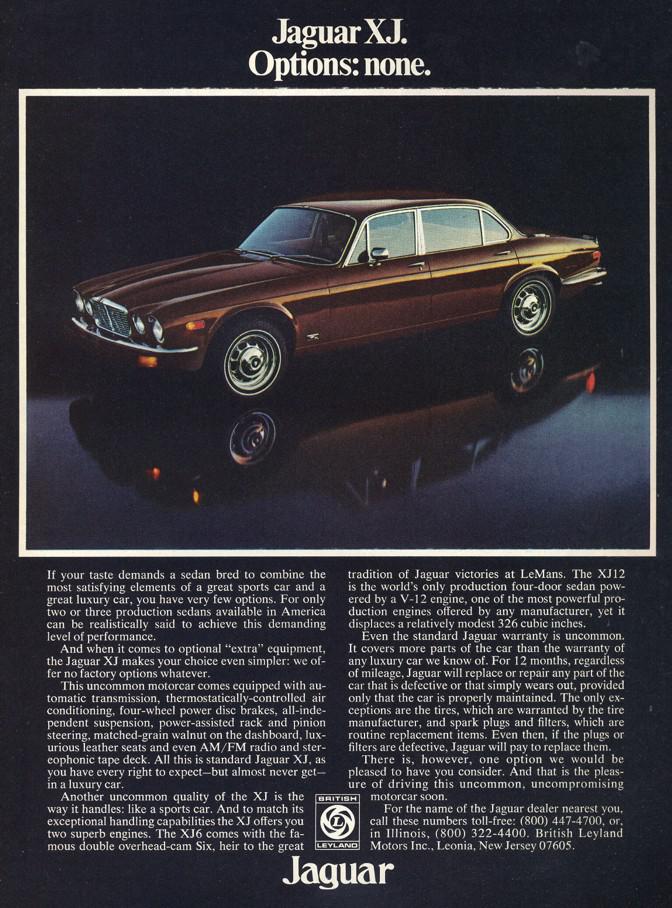 Jaguar XJ.
Options: none.
If your taste demands a sedan bred to combine the
most satisfying elements of a great sports car and a
great luxury car, you have very few options. For only
two or three production sedans available in America
can be realistically said to achieve this demanding
level of performance.
And when it comes to optional “extra” equipment,
the Jaguar XJ makes your choice even simpler: we of-
fer no factory options whatever.
This uncommon motorcar comes equipped with au-
tomatic transmission, thermostatically-controlled air
conditioning, four-wheel power disc brakes, all-inde-
pendent suspension, power-assisted rack and pinion
steering, matched-grain walnut on the dashboard, lux-
urious leather seats and even AM/FM radio and ster-
eophonic tape deck. All this is standard Jaguar XJ, as
you have every right to expect—but almost never get—
in a luxury car.
Another uncommon quality of the XJ is the
way it handles: like a sports car. And to match its
exceptional handling capabilities the XJ offers you
two superb engines. The XJ6 comes with the fa-
mous double overhead-cam Six, heir to the great
tradition of Jaguar victories at LeMans. The XJ12
is the world's only production four-door sedan pow-
ered by a V-12 engine, one of the most powerful pro-
duction engines offered by any manufacturer, yet it
displaces a relatively modest 326 cubic inches.
Even the standard Jaguar warranty is uncommon.
It covers more parts of the car than the warranty of
any luxury car we know of. For 12 months, regardless
of mileage, Jaguar will replace or repair any part of the
car that is defective or that simply wears out, provided
only that the car is properly maintained. The only ex-
ceptions are the tires, which are warranted by the tire
manufacturer, and spark plugs and filters, which are
routine replacement items. Even then, if the plugs or
filters are defective, Jaguar will pay to replace them.
There is, however, one option we would be
pleased to have you consider. And that is the pleas-
ure of driving this uncommon, uncompromising
motorcar soon.
For the name of the Jaguar dealer nearest you,
call these numbers toll-free: (800) 447-4700, or,
in Illinois, (800) 322-4400. British Leyland
Motors Inc., Leonia, New Jersey 07605.
BRITISH
L
LEYLAND
Jaguar